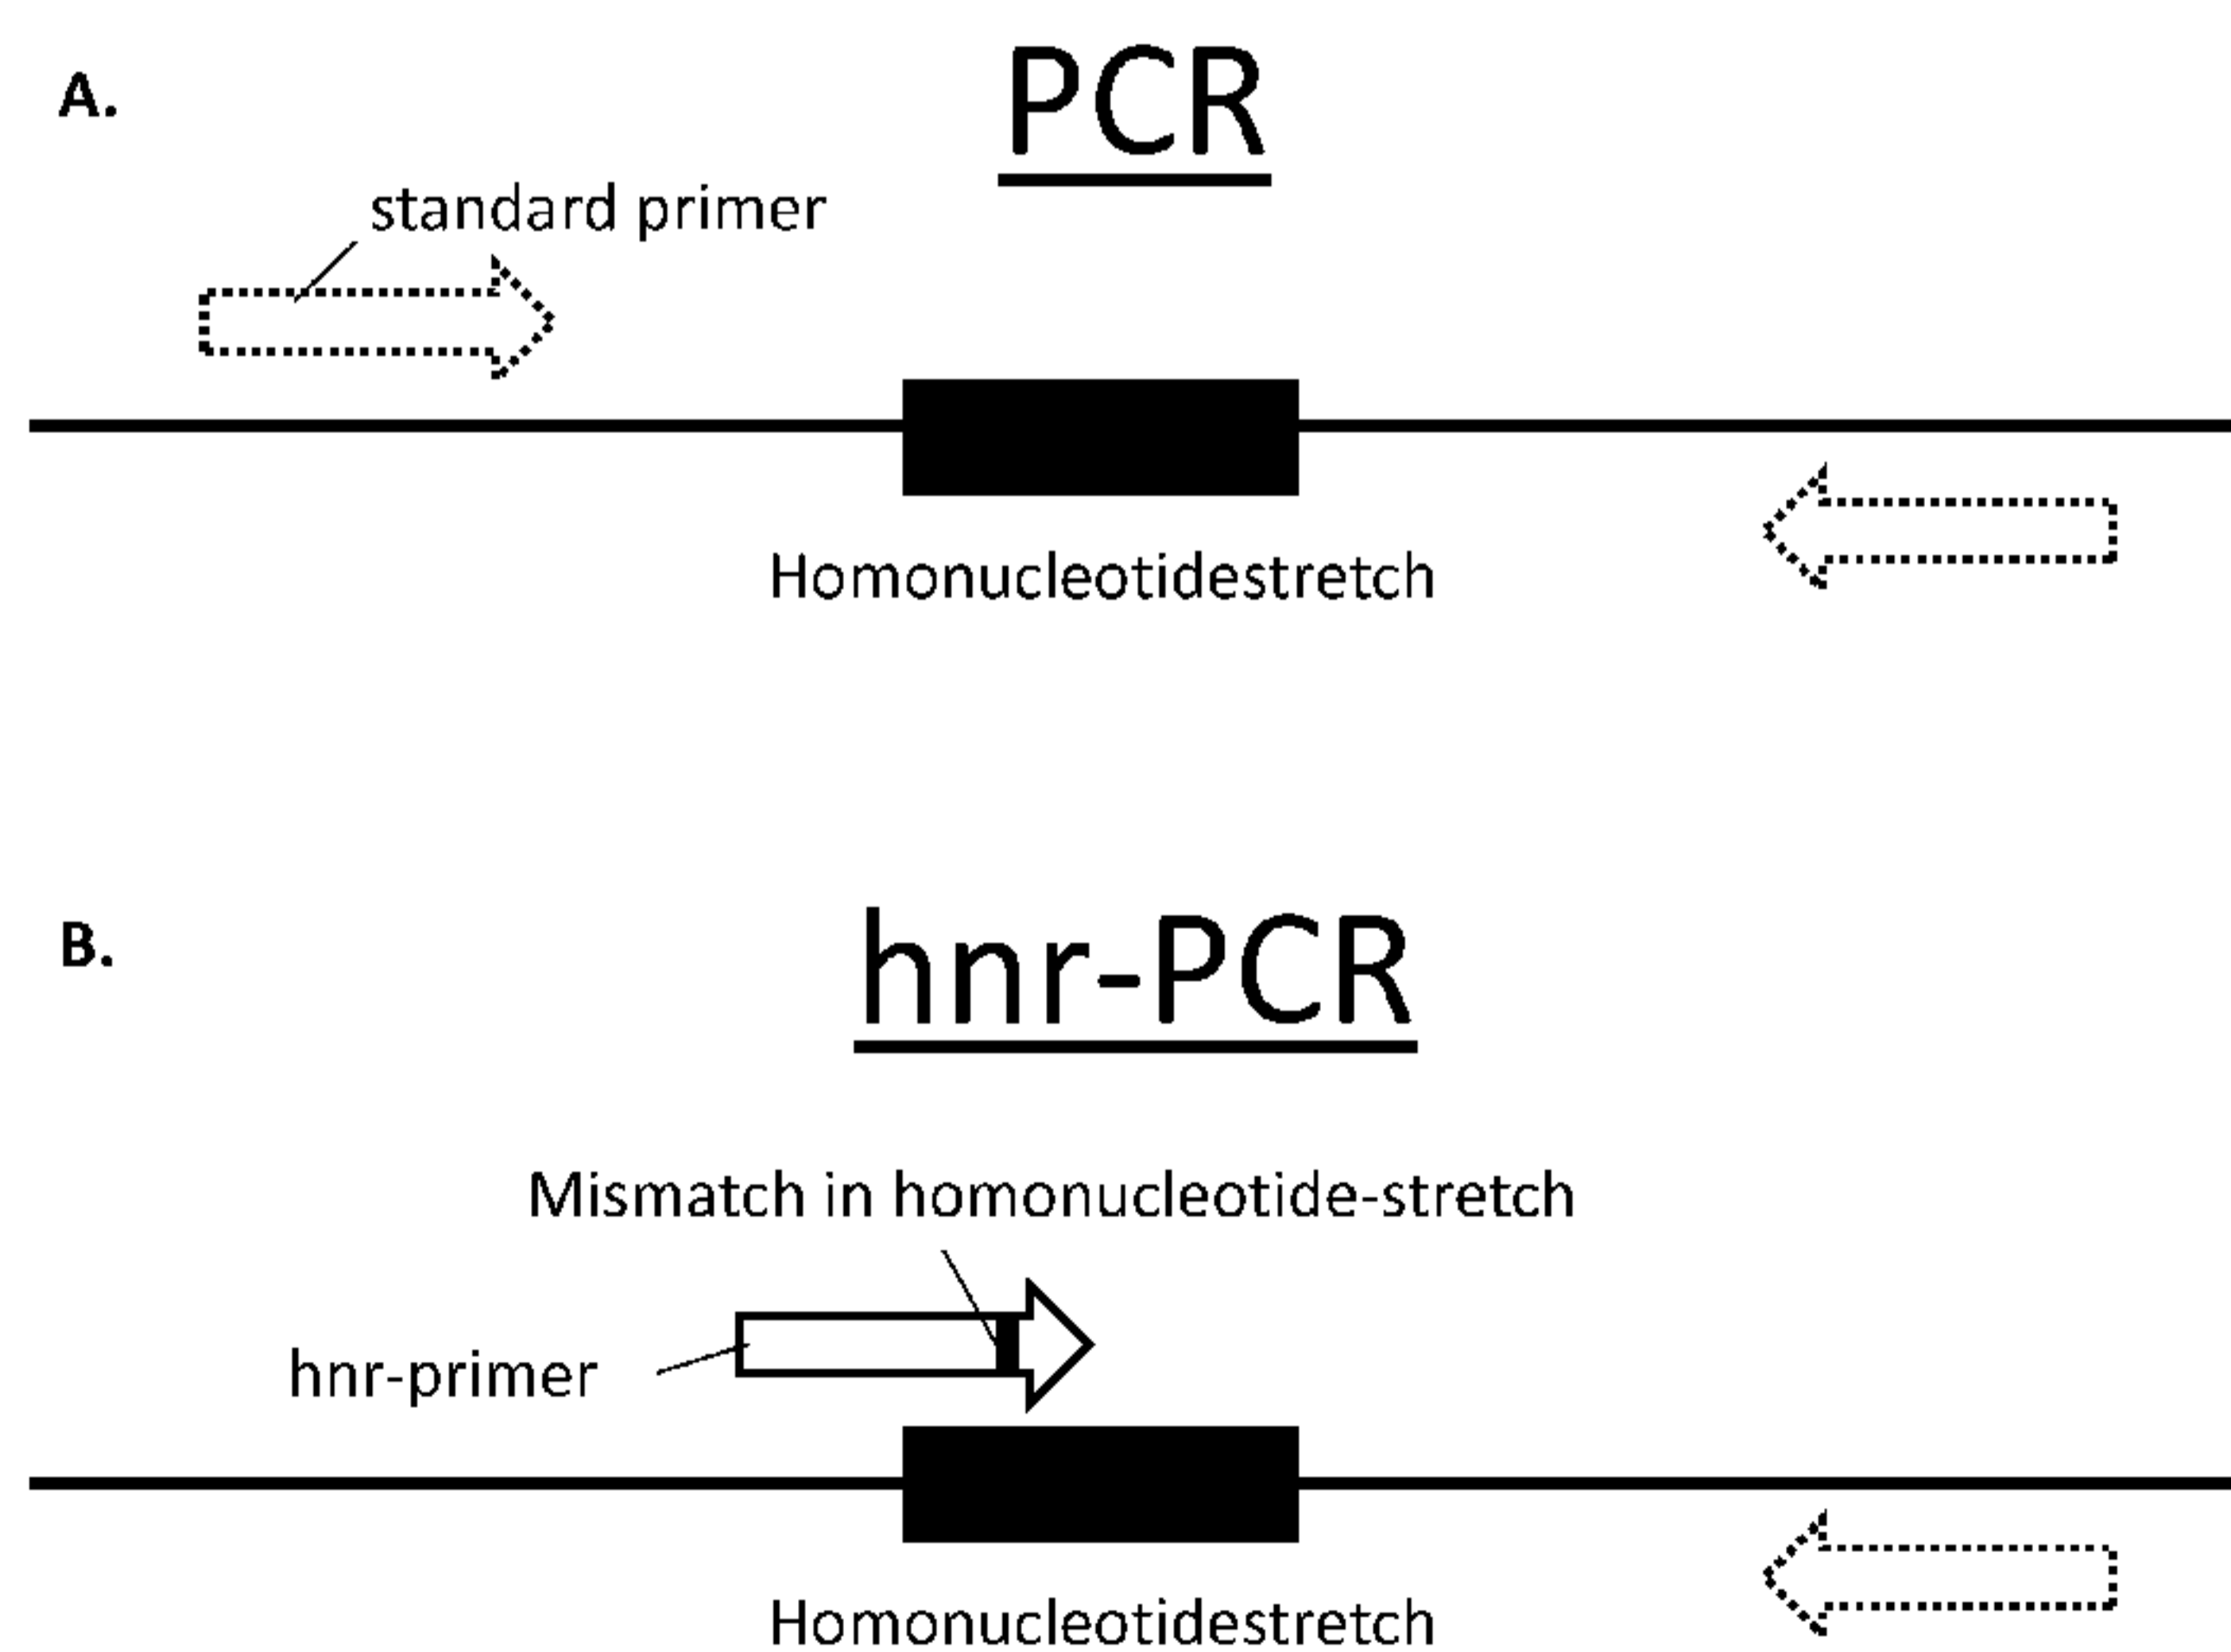 A.
PCR
standard primer
Homonucleotidestretch
B.
hnr-PCR
Mismatch in homonucleotide-stretch
hnr-primer
Homonucleotidestretch